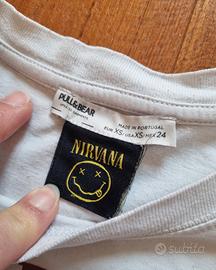 PULL&BEAR
MADE IN PORTUGAL
EUR XS/USA XS/MEX 24
NIRVANA
subito